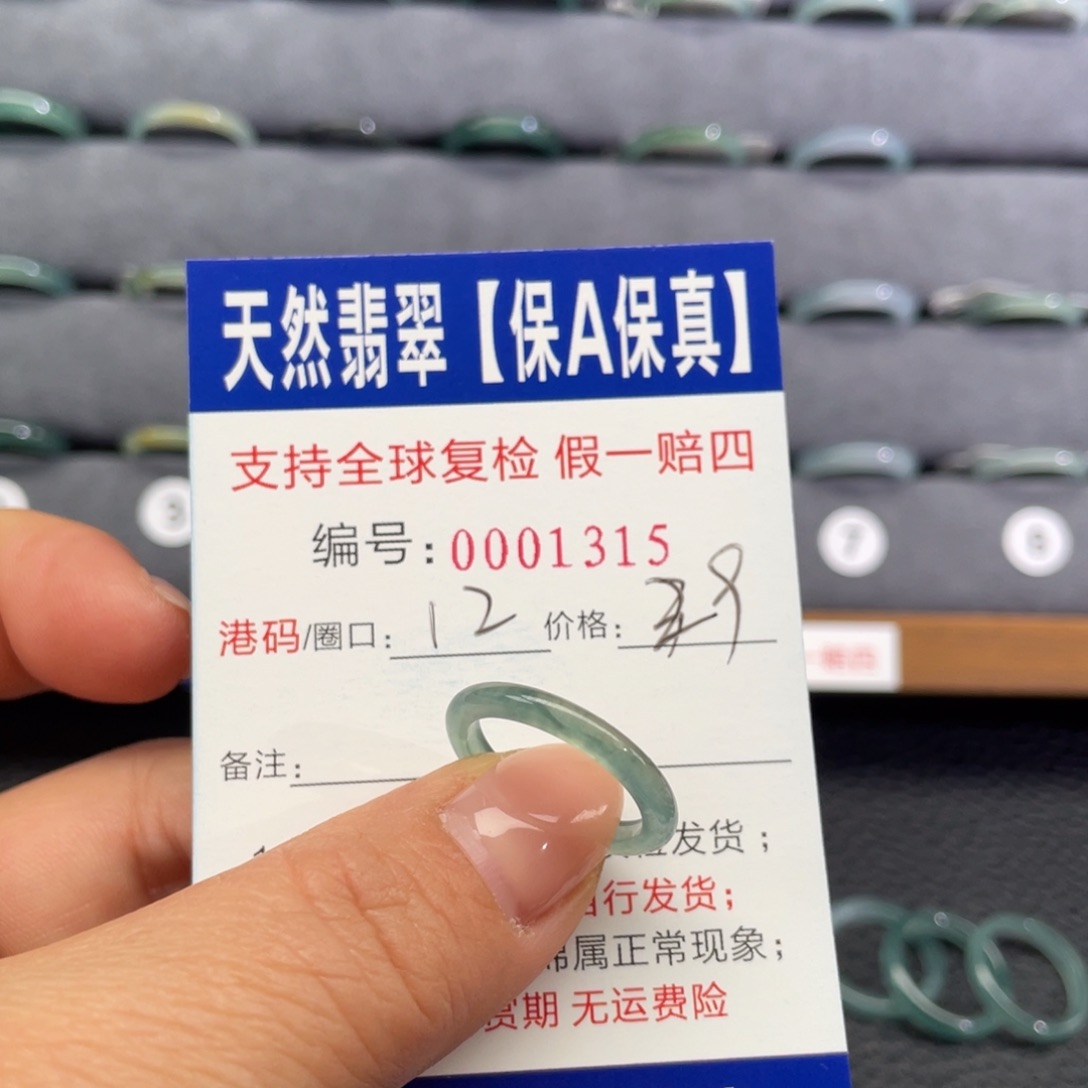 天然翡翠【保A保真】
支持全球复检 假一赔四
编号:0001315
港码/圈口: 12 价格:
备注:
发货;
行发货;
属正常现象;
货期 无运费险
7